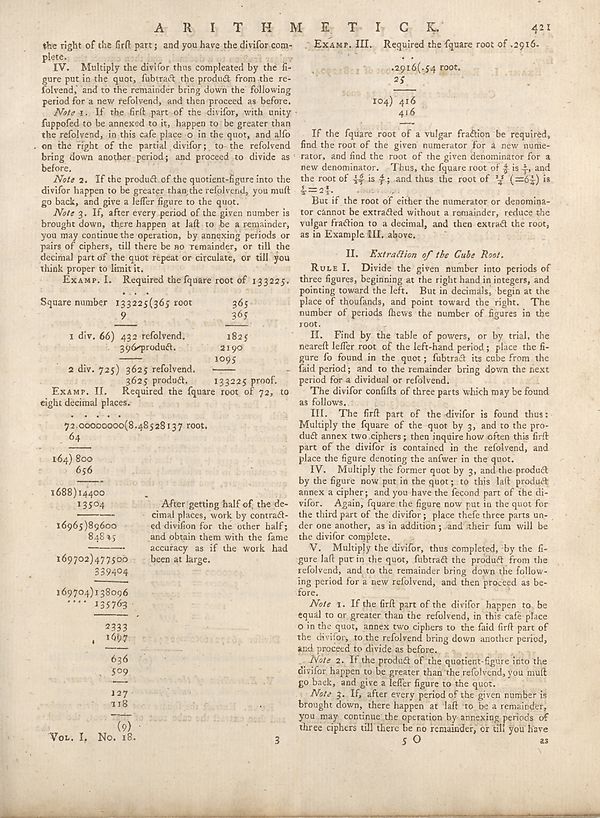 A R I T H M E T I C K. 421
the right of the firſt part; and you have the diviſor com-
plete.
IV. Multiply the diviſor thus compleated by the fi-
gure put in the quot, ſubtract the product from the re-
ſolvend, and to the remainder bring down the following
period for a new reſolvend, and then proceed as before.
Note 1. If the firſt part of the diviſor, with unity
ſuppoſed to be annexed to it, happen to be greater than
the reſolvend, in this caſe place 0 in the quot, and alſo
on the right of the partial diviſor; to the reſolvend
bring down another period; and proceed to divide as
before.
Note 2. If the product of the quotient-figure into the
diviſor happen to be greater than the reſolvend, you muſt
go back, and give a leſſer figure to the quot.
Note 3. If, after every period of the given number is
brought down, there happen at laſt to be a remainder,
you may continue the operation, by annexing periods or
pairs of ciphers, till there be no remainder, or till the
decimal part of the quot repeat or circulate, or till you
think proper to limit it.
EXAMP. I. Required the ſquare root of 133225.
Square number 133225(365 root 365
9 365
1 div. 66) 432 reſolvend. 1825
396 product. 2190
1095
2 div. 725) 3625 reſolvend.
3625 product. 133225 proof.
EXAMP. II. Required the ſquare root of 72, to
eight decimal places.
72.00000000(8.48528137 root.
64
164) 800
656
1688)14400
13504
16965)89600
84825
169702)477500
339404
169704)138096
···· 135763
2333
1697
636
509
127
118
(9)
After getting half of the de-
cimal places, work by contract-
ed diviſion for the other half;
and obtain them with the ſame
accuracy as if the work had
been at large.
VOL. I. No. 18. 3
EXAMP. III. Required the ſquare root of .2916.
.2916(.54 root.
25
104) 416
416
If the ſquare root of a vulgar fraction be required,
find the root of the given numerator for a new nume-
rator, and find the root of the given denominator for a
new denominator. Thus, the ſquare root of 4/9 is 2/3, and
the root of 16/25 is 4/5; and thus the root of 25/4 (=6 1/4) is
5/2 = 2 1/2.
But if the root of either the numerator or denomina-
tor cannot be extracted without a remainder, reduce the
vulgar fraction to a decimal, and then extract the root,
as in Example III. above.
II. Extraction of the Cube Root.
RULE I. Divide the given number into periods of
three figures, beginning at the right hand in integers, and
pointing toward the left. But in decimals, begin at the
place of thouſands, and point toward the right. The
number of periods ſhews the number of figures in the
root.
II. Find by the table of powers, or by trial, the
neareſt leſſer root of the left-hand period; place the fi-
gure ſo found in the quot; ſubtract its cube from the
ſaid period; and to the remainder bring down the next
period for a dividual or reſolvend.
The diviſor conſiſts of three parts which may be found
as follows.
III. The firſt part of the diviſor is found thus:
Multiply the ſquare of the quot by 3, and to the pro-
duct annex two ciphers; then inquire how often this firſt
part of the diviſor is contained in the reſolvend, and
place the figure denoting the anſwer in the quot.
IV. Multiply the former quot by 3, and the product
by the figure now put in the quot; to this laſt product
annex a cipher; and you have the ſecond part of the di-
viſor. Again, ſquare the figure now put in the quot for
the third part of the diviſor; place theſe three parts un-
der one another, as in addition; and their ſum will be
the diviſor complete.
V. Multiply the diviſor, thus completed, by the fi-
gure laſt put in the quot, ſubtract the product from the
reſolvend, and to the remainder bring down the follow-
ing period for a new reſolvend, and then proceed as be-
fore.
Note 1. If the firſt part of the diviſor happen to be
equal to or greater than the reſolvend, in this caſe place
0 in the quot, annex two ciphers to the ſaid firſt part of
the diviſor, to the reſolvend bring down another period,
and proceed to divide as before.
Note 2. If the product of the quotient-figure into the
diviſor happen to be greater than the reſolvend, you muſt
go back, and give a leſſer figure to the quot.
Note 3. If, after every period of the given number is
brought down, there happen at laſt to be a remainder,
you may continue the operation by annexing periods of
three ciphers till there be no remainder, or till you have
5 O as